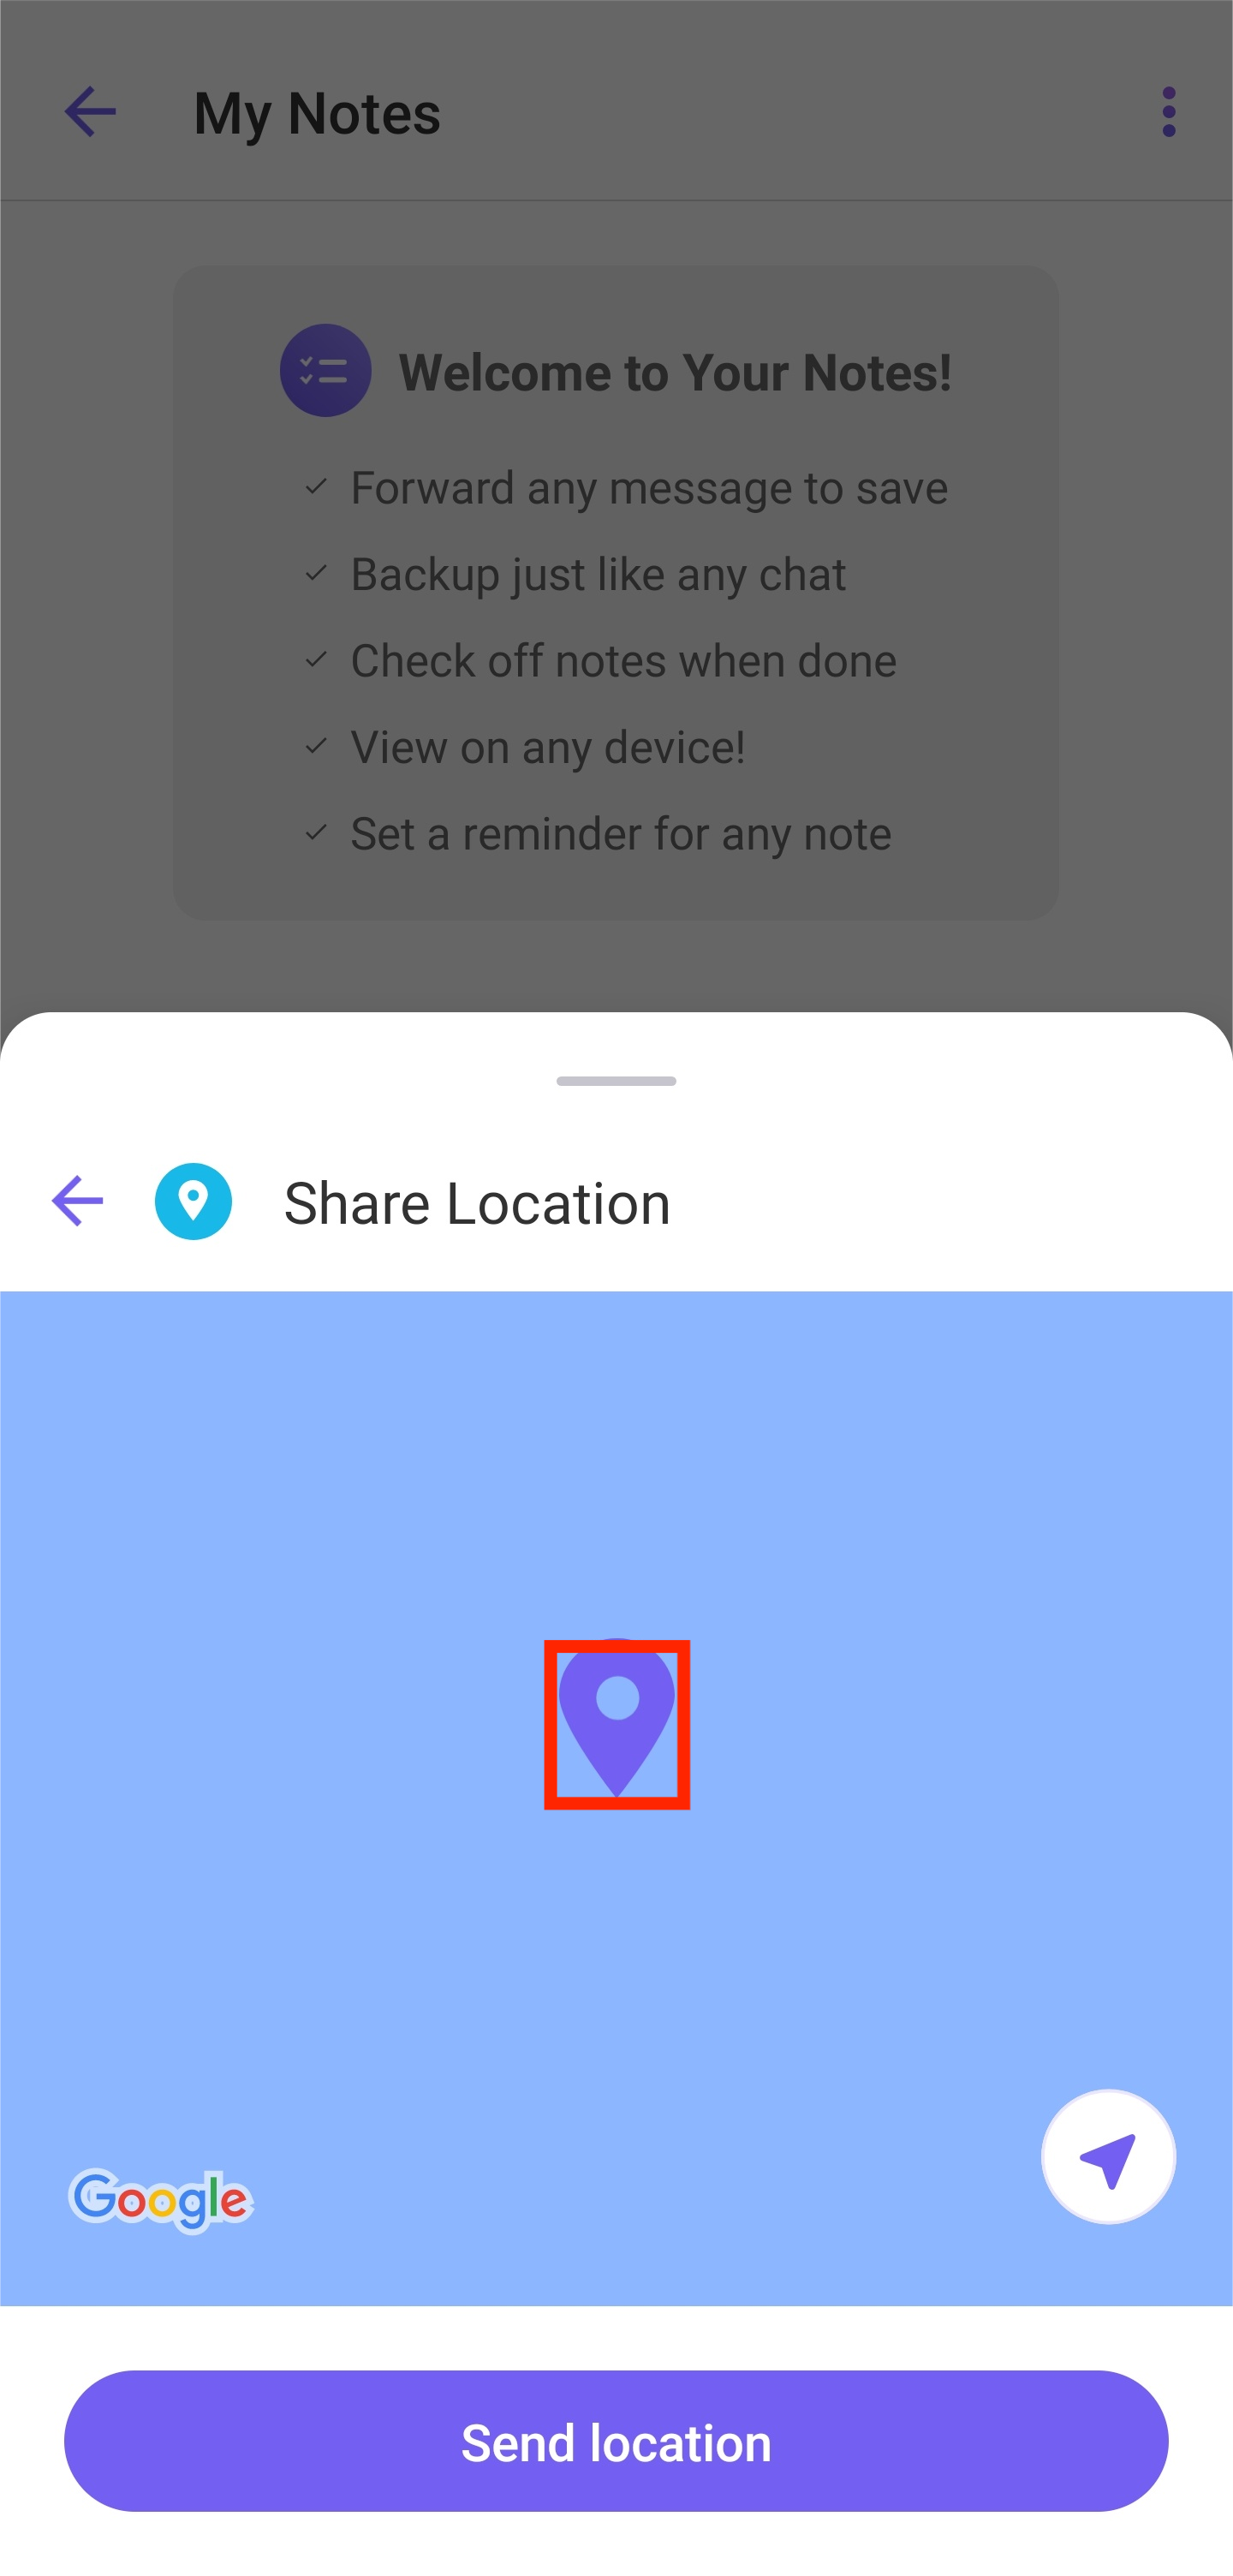 My Notes
Welcome to Your Notes!
Forward any message to save
Backup just like any chat
Check off notes when done
View on any device!
Set a reminder for any note
Share Location
Google
Send location